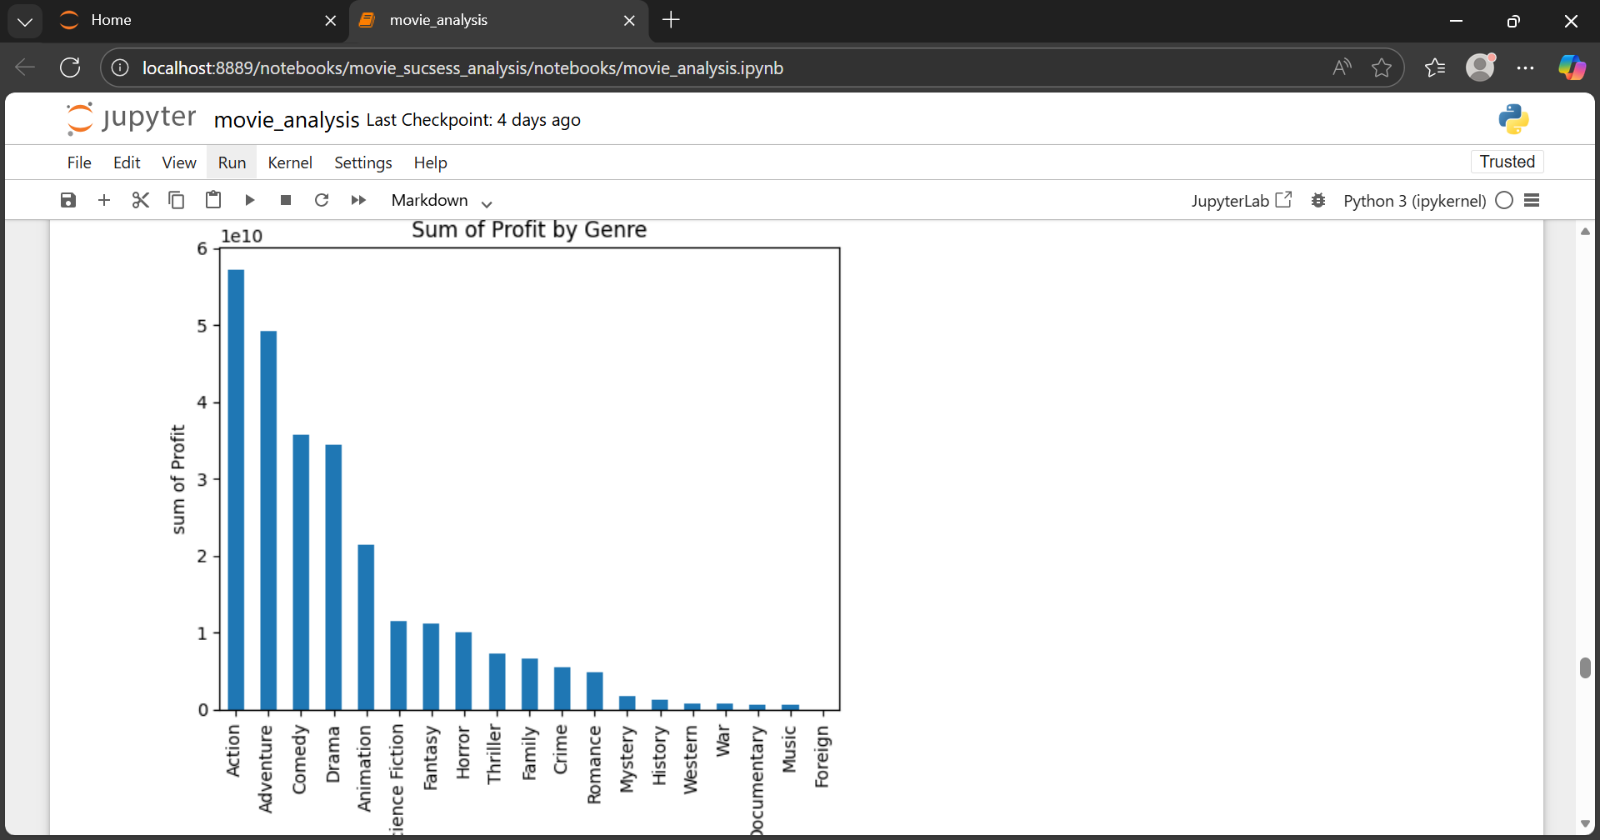 Home
movie_analysis
localhost:8889/notebooks/movie_sucsess_analysis/notebooks/movie_analysis.ipynb
jupyter movie_analysis Last Checkpoint: 4 days ago
File Edit View Run Kernel Settings Help Trusted
Markdown JupyterLab Python 3 (ipykernel)
Sum of Profit by Genre
1e10
6
5
4
3
2
1
0
sum of Profit
Action
Adventure
Comedy
Drama
Animation
cience Fiction
Fantasy
Horror
Thriller
Family
Crime
Romance
Mystery
History
Western
War
Documentary
Music
Foreign